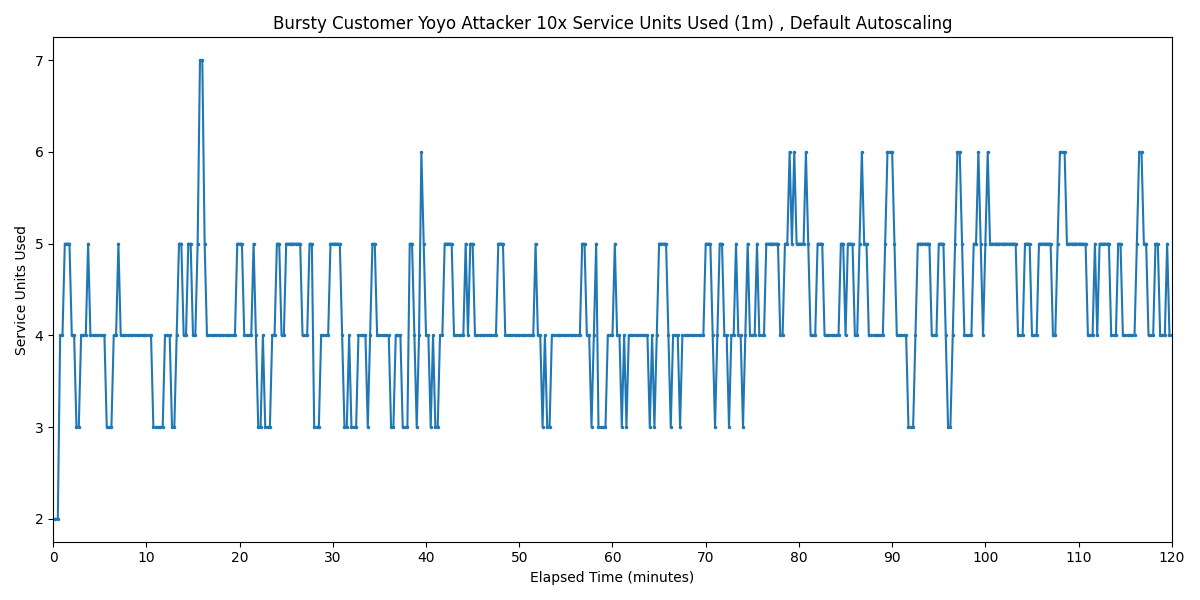 Bursty Customer Yoyo Attacker 10x Service Units Used (1m) , Default Autoscaling
7
6
5
4
3
2
Service Units Used
0 10 20 30 40 50 60 70 80 90 100 110 120
Elapsed Time (minutes)